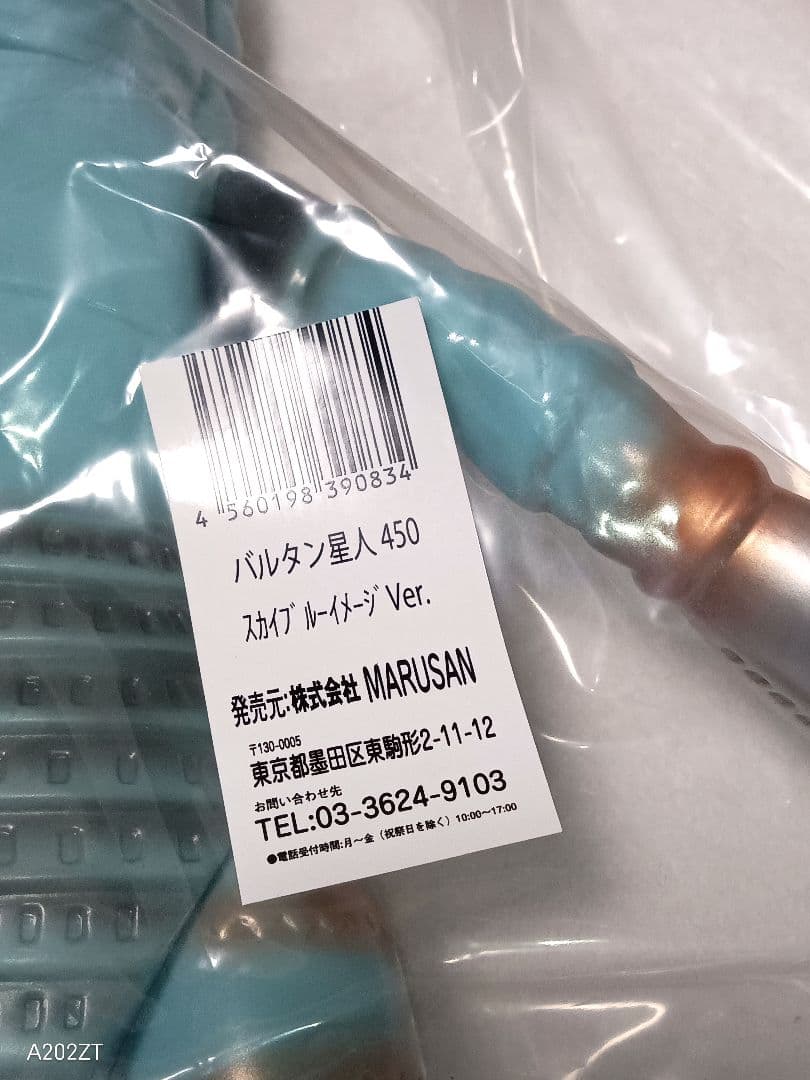 4 560198 390834
バルタン星人 450
ｽｶｲﾌﾞﾙｰｲﾒｰｼﾞ Ver.
発売元:株式会社 MARUSAN
〒130-0005
東京都墨田区東駒形2-11-12
お問い合わせ先
TEL:03-3624-9103
●電話受付時間:月〜金（祝祭日を除く）10:00〜17:00
A202ZT